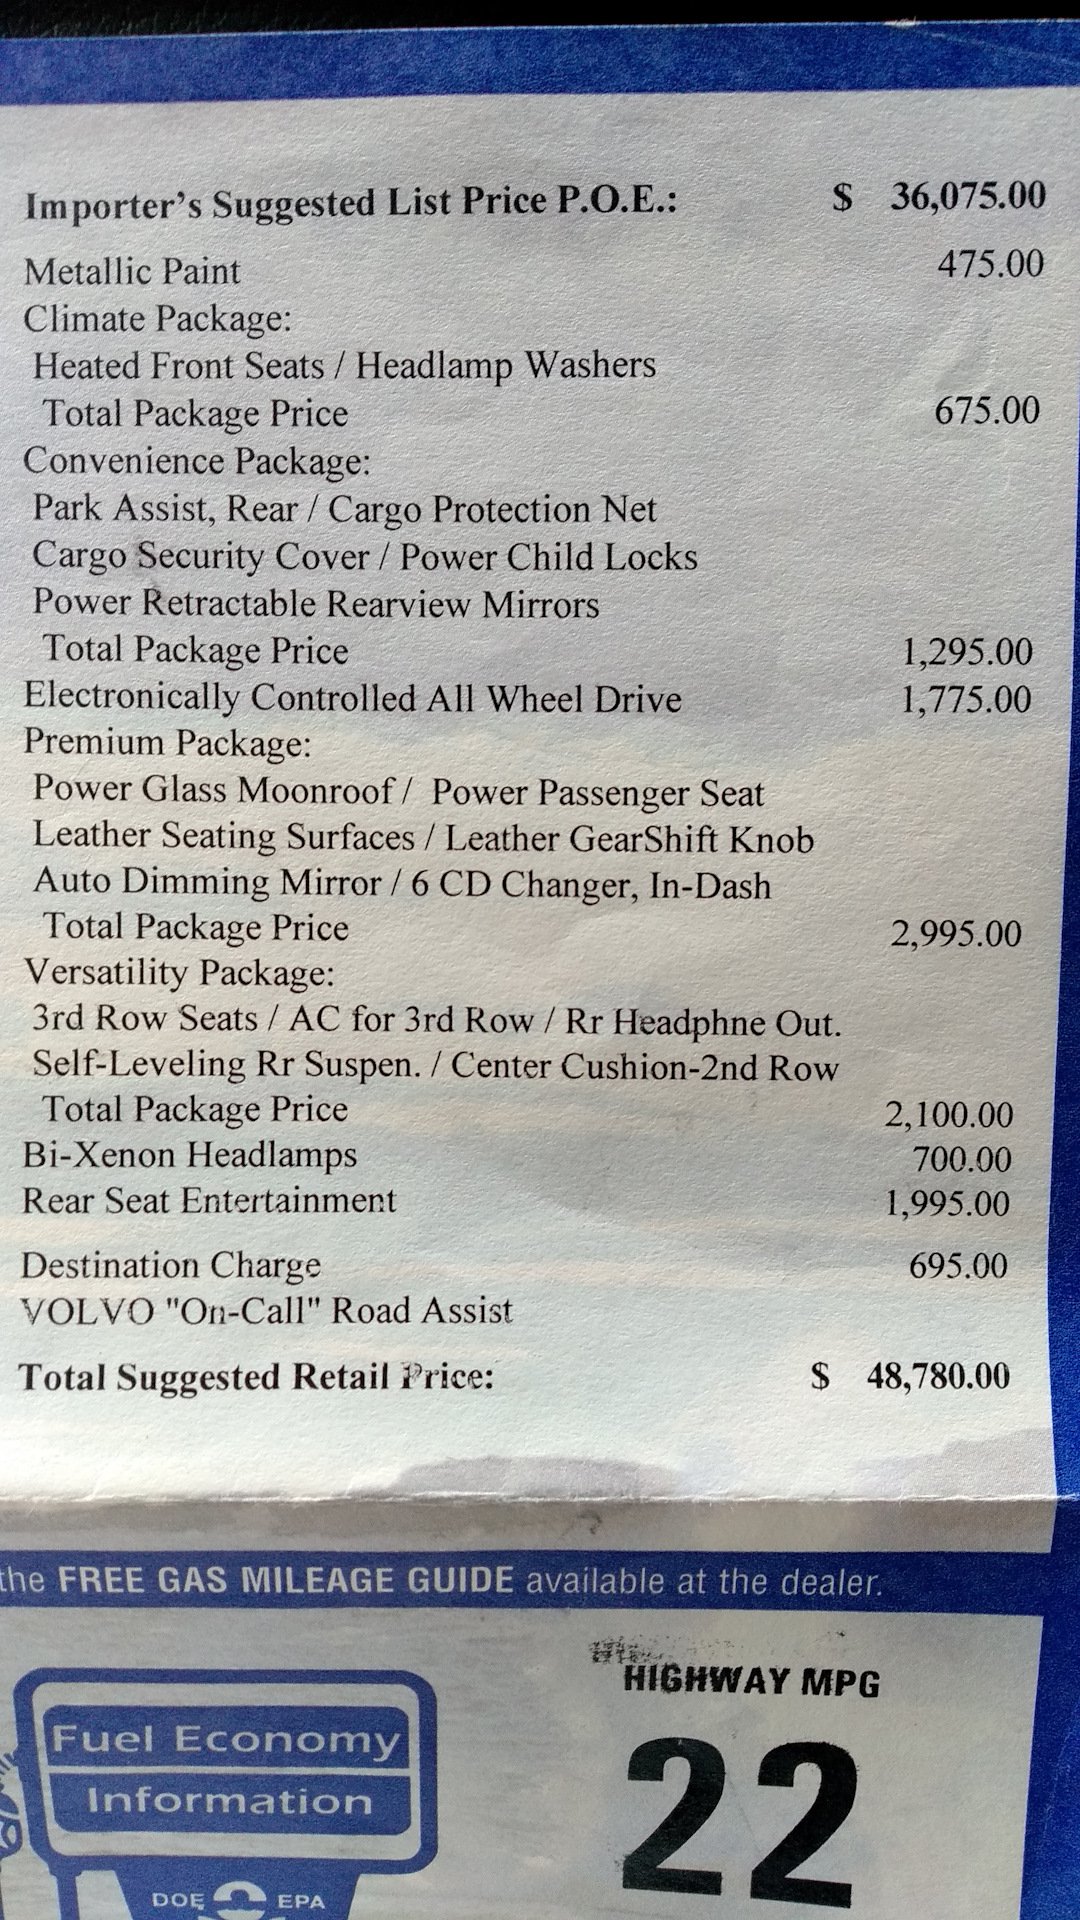 Importer's Suggested List Price P.O.E.: $ 36,075.00
Metallic Paint 475.00
Climate Package:
Heated Front Seats / Headlamp Washers
Total Package Price 675.00
Convenience Package:
Park Assist, Rear / Cargo Protection Net
Cargo Security Cover / Power Child Locks
Power Retractable Rearview Mirrors
Total Package Price 1,295.00
Electronically Controlled All Wheel Drive 1,775.00
Premium Package:
Power Glass Moonroof / Power Passenger Seat
Leather Seating Surfaces / Leather GearShift Knob
Auto Dimming Mirror / 6 CD Changer, In-Dash
Total Package Price 2,995.00
Versatility Package:
3rd Row Seats / AC for 3rd Row / Rr Headphne Out.
Self-Leveling Rr Suspen. / Center Cushion-2nd Row
Total Package Price 2,100.00
Bi-Xenon Headlamps 700.00
Rear Seat Entertainment 1,995.00
Destination Charge 695.00
VOLVO "On-Call" Road Assist
Total Suggested Retail Price: $ 48,780.00
the FREE GAS MILEAGE GUIDE available at the dealer.
HIGHWAY MPG
22
Fuel Economy
Information
DOE EPA